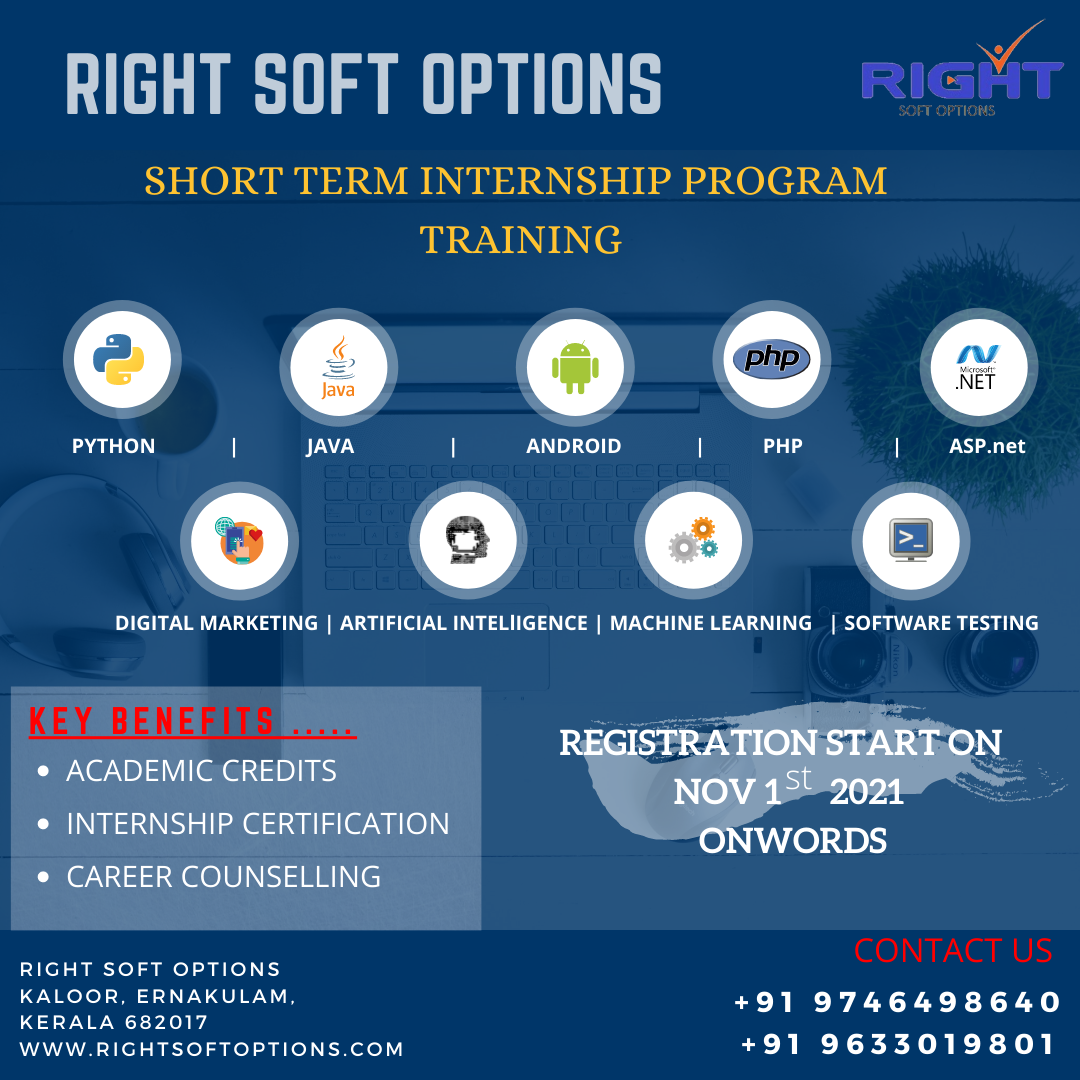 RIGHT SOFT OPTIONS
RIGHT
SOFT OPTIONS
SHORT TERM INTERNSHIP PROGRAM
TRAINING
Java
php
Microsoft®
.NET
PYTHON | JAVA | ANDROID | PHP | ASP.net
>_
DIGITAL MARKETING | ARTIFICIAL INTELlIGENCE | MACHINE LEARNING | SOFTWARE TESTING
KEY BENEFITS .....
• ACADEMIC CREDITS
• INTERNSHIP CERTIFICATION
• CAREER COUNSELLING
REGISTRATION START ON
NOV 1st 2021
ONWORDS
RIGHT SOFT OPTIONS
KALOOR, ERNAKULAM,
KERALA 682017
WWW.RIGHTSOFTOPTIONS.COM
CONTACT US
+91 9746498640
+91 9633019801